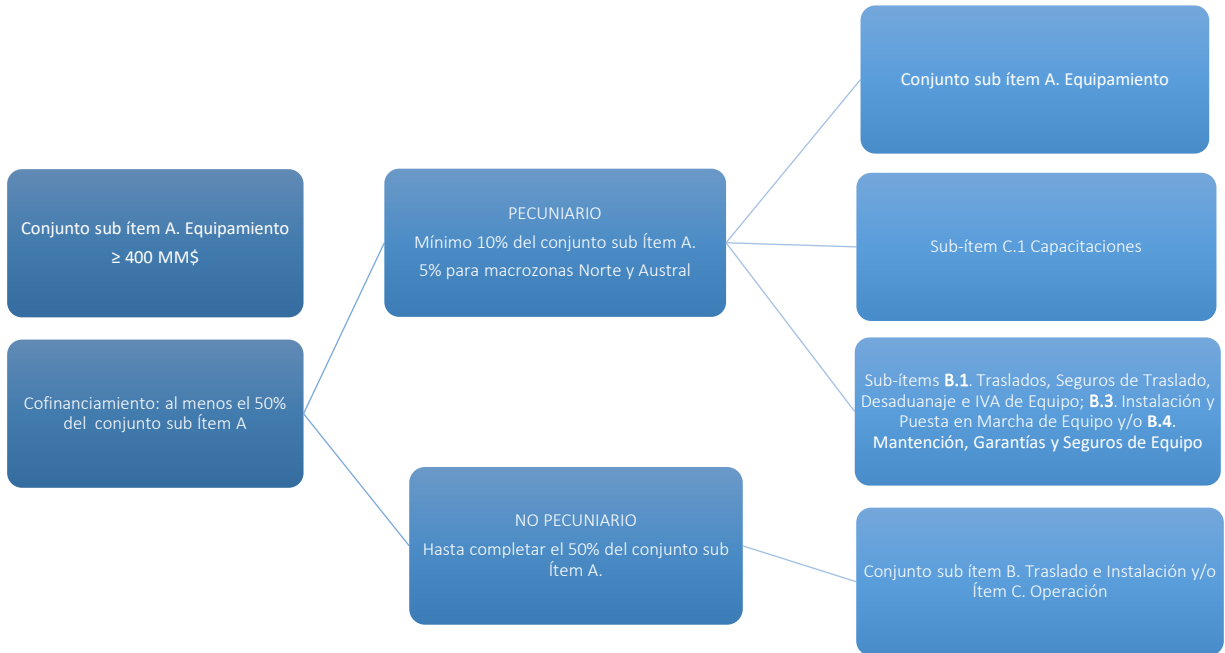 Conjunto sub ítem A. Equipamiento
≥ 400 MM$
Cofinanciamiento: al menos el 50%
del conjunto sub Ítem A
PECUNIARIO
Mínimo 10% del conjunto sub Ítem A.
5% para macrozonas Norte y Austral
NO PECUNIARIO
Hasta completar el 50% del conjunto sub
Ítem A.
Conjunto sub ítem A. Equipamiento
Sub-ítem C.1 Capacitaciones
Sub-ítems B.1. Traslados, Seguros de Traslado,
Desaduanaje e IVA de Equipo; B.3. Instalación y
Puesta en Marcha de Equipo y/o B.4.
Mantención, Garantías y Seguros de Equipo
Conjunto sub ítem B. Traslado e Instalación y/o
Ítem C. Operación